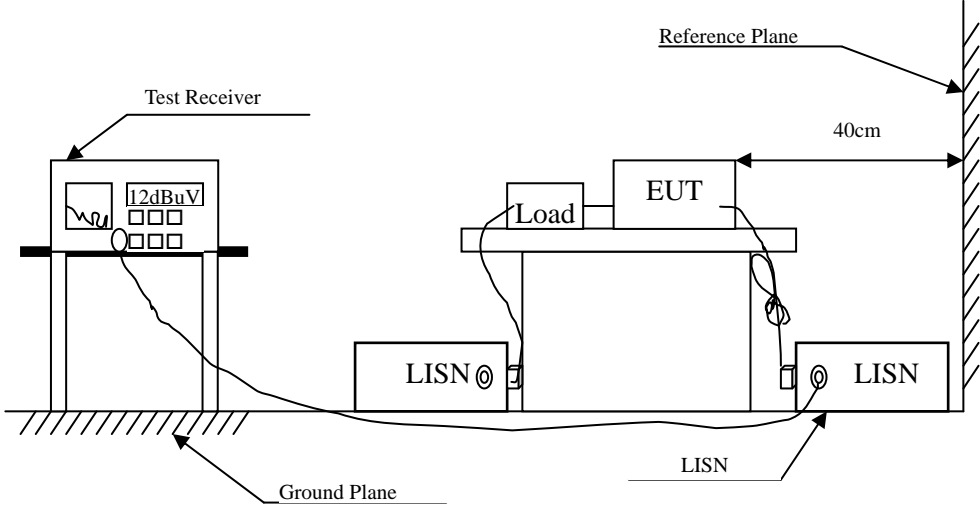 Reference Plane
Test Receiver
40cm
12dBuV
EUT
Load
LISN
LISN
LISN
Ground Plane